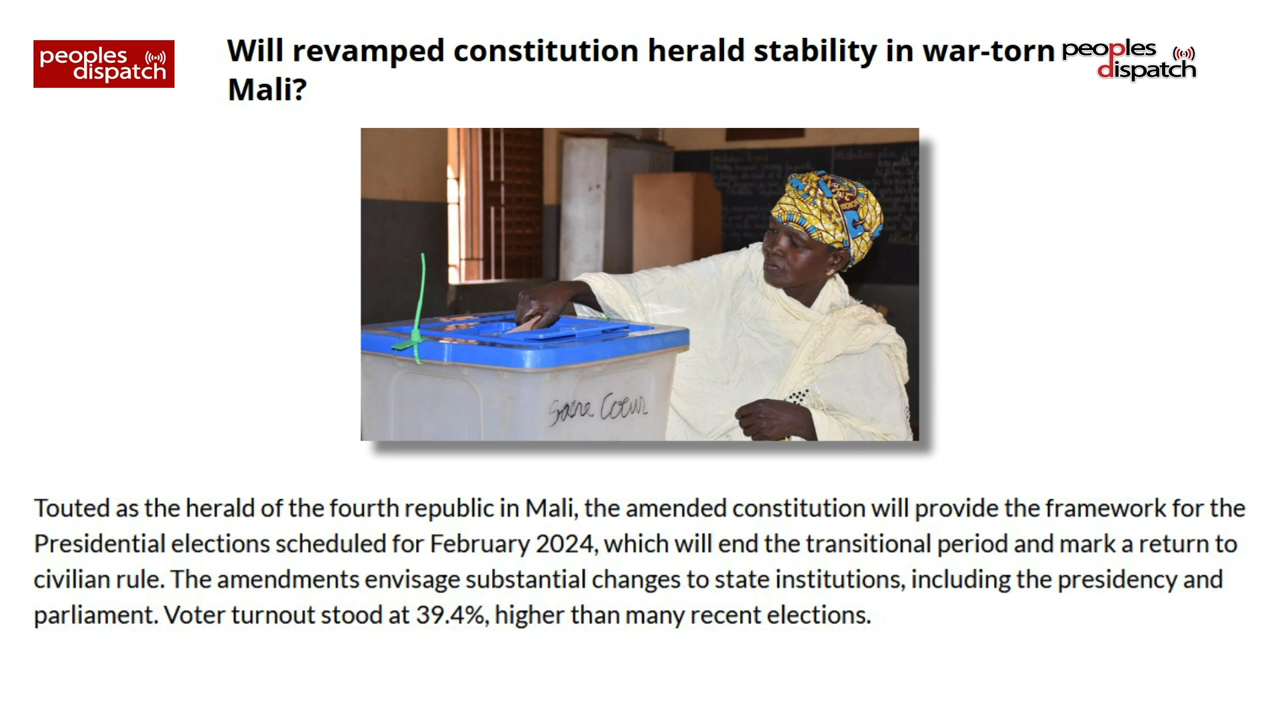 peoples
dispatch
Will revamped constitution herald stability in war-torn
Mali?
peoples
dispatch
Sacre Coeur
Touted as the herald of the fourth republic in Mali, the amended constitution will provide the framework for the
Presidential elections scheduled for February 2024, which will end the transitional period and mark a return to
civilian rule. The amendments envisage substantial changes to state institutions, including the presidency and
parliament. Voter turnout stood at 39.4%, higher than many recent elections.